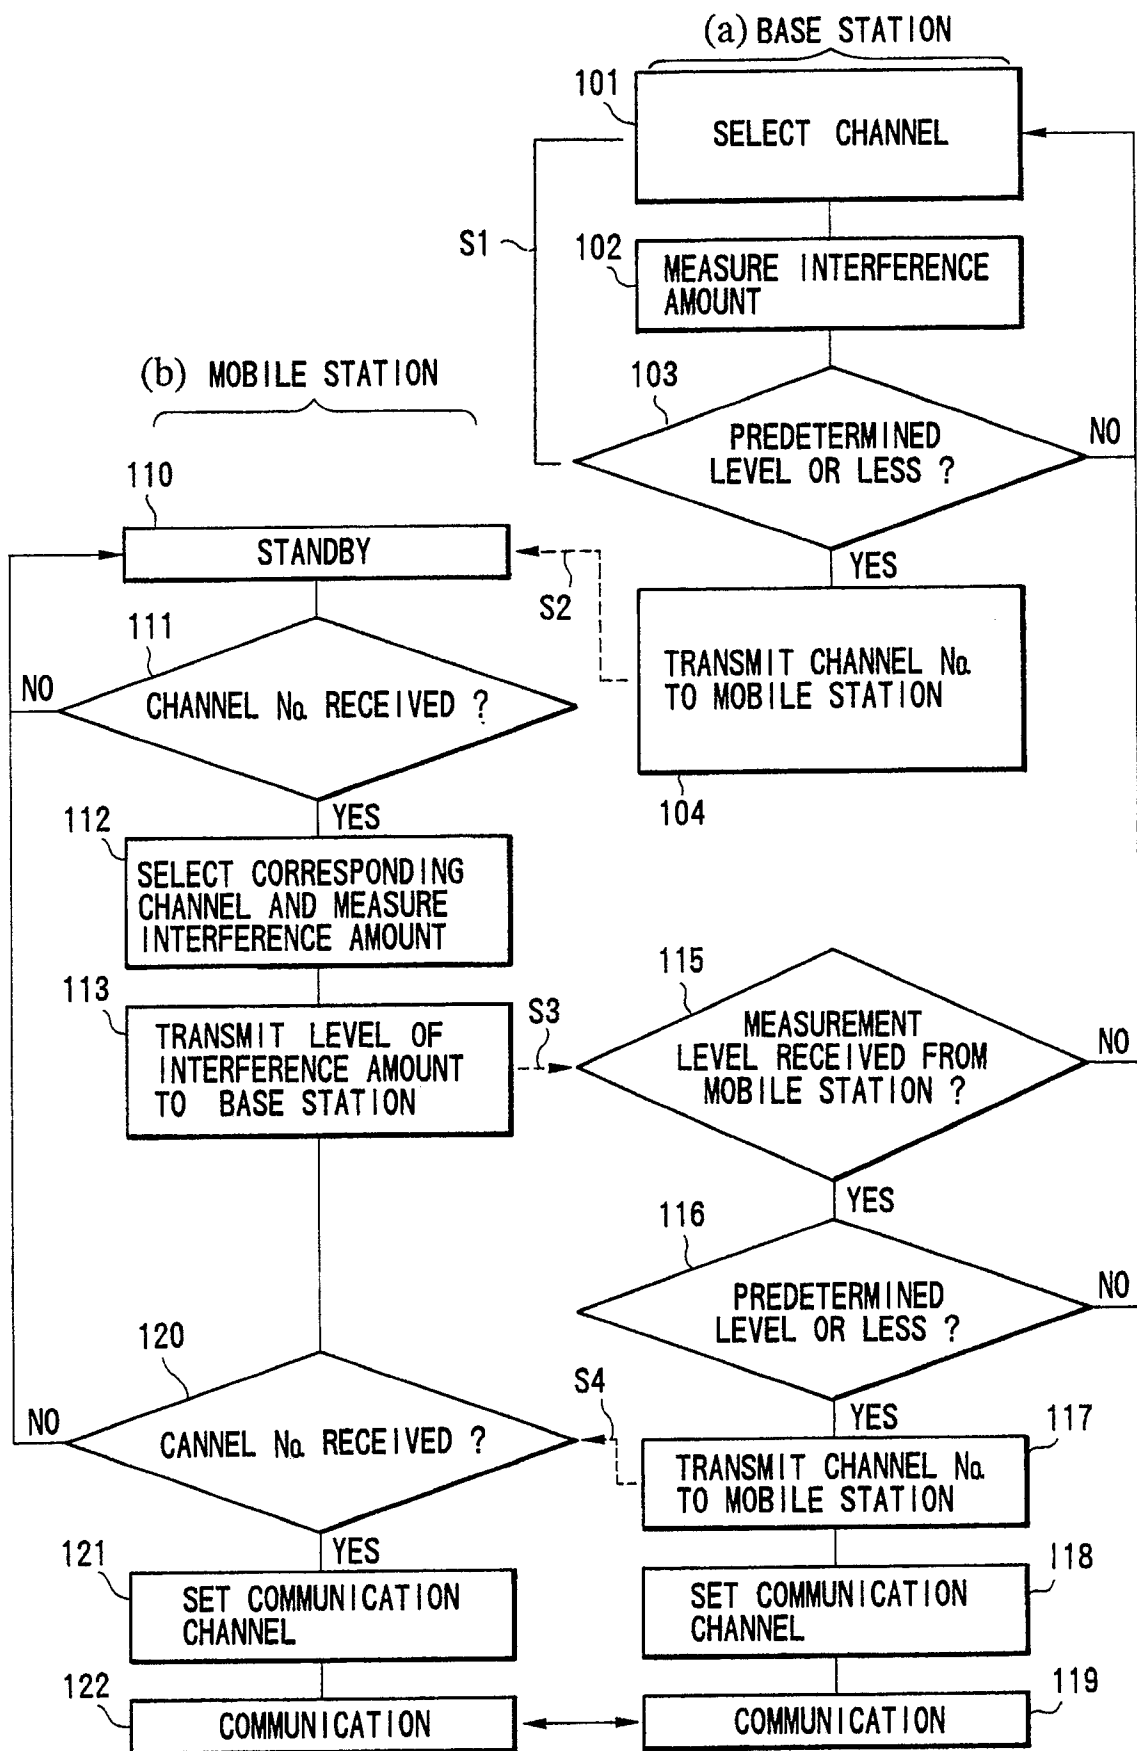 (a) BASE STATION
101
SELECT CHANNEL
S1
102
MEASURE INTERFERENCE
AMOUNT
(b) MOBILE STATION
103
PREDETERMINED
LEVEL OR LESS ?
NO
YES
110
STANDBY
S2
111
CHANNEL No. RECEIVED ?
NO
YES
TRANSMIT CHANNEL No.
TO MOBILE STATION
104
112
SELECT CORRESPONDING
CHANNEL AND MEASURE
INTERFERENCE AMOUNT
113
TRANSMIT LEVEL OF
INTERFERENCE AMOUNT
TO BASE STATION
S3
115
MEASUREMENT
LEVEL RECEIVED FROM
MOBILE STATION ?
NO
YES
116
PREDETERMINED
LEVEL OR LESS ?
NO
YES
120
CANNEL No. RECEIVED ?
NO
YES
S4
117
TRANSMIT CHANNEL No.
TO MOBILE STATION
121
SET COMMUNICATION
CHANNEL
118
SET COMMUNICATION
CHANNEL
122
COMMUNICATION
119
COMMUNICATION